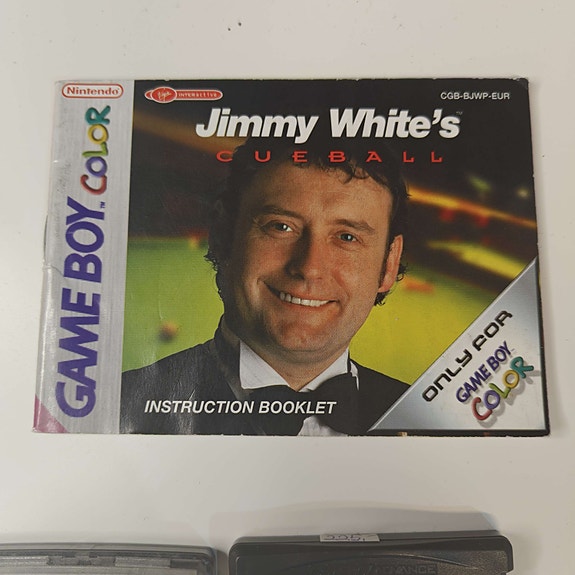 Nintendo
GAME BOY COLOR
Virgin INTERACTIVE
CGB-BJWP-EUR
Jimmy White's
CUEBALL
INSTRUCTION BOOKLET
ONLY FOR
GAME BOY
COLOR